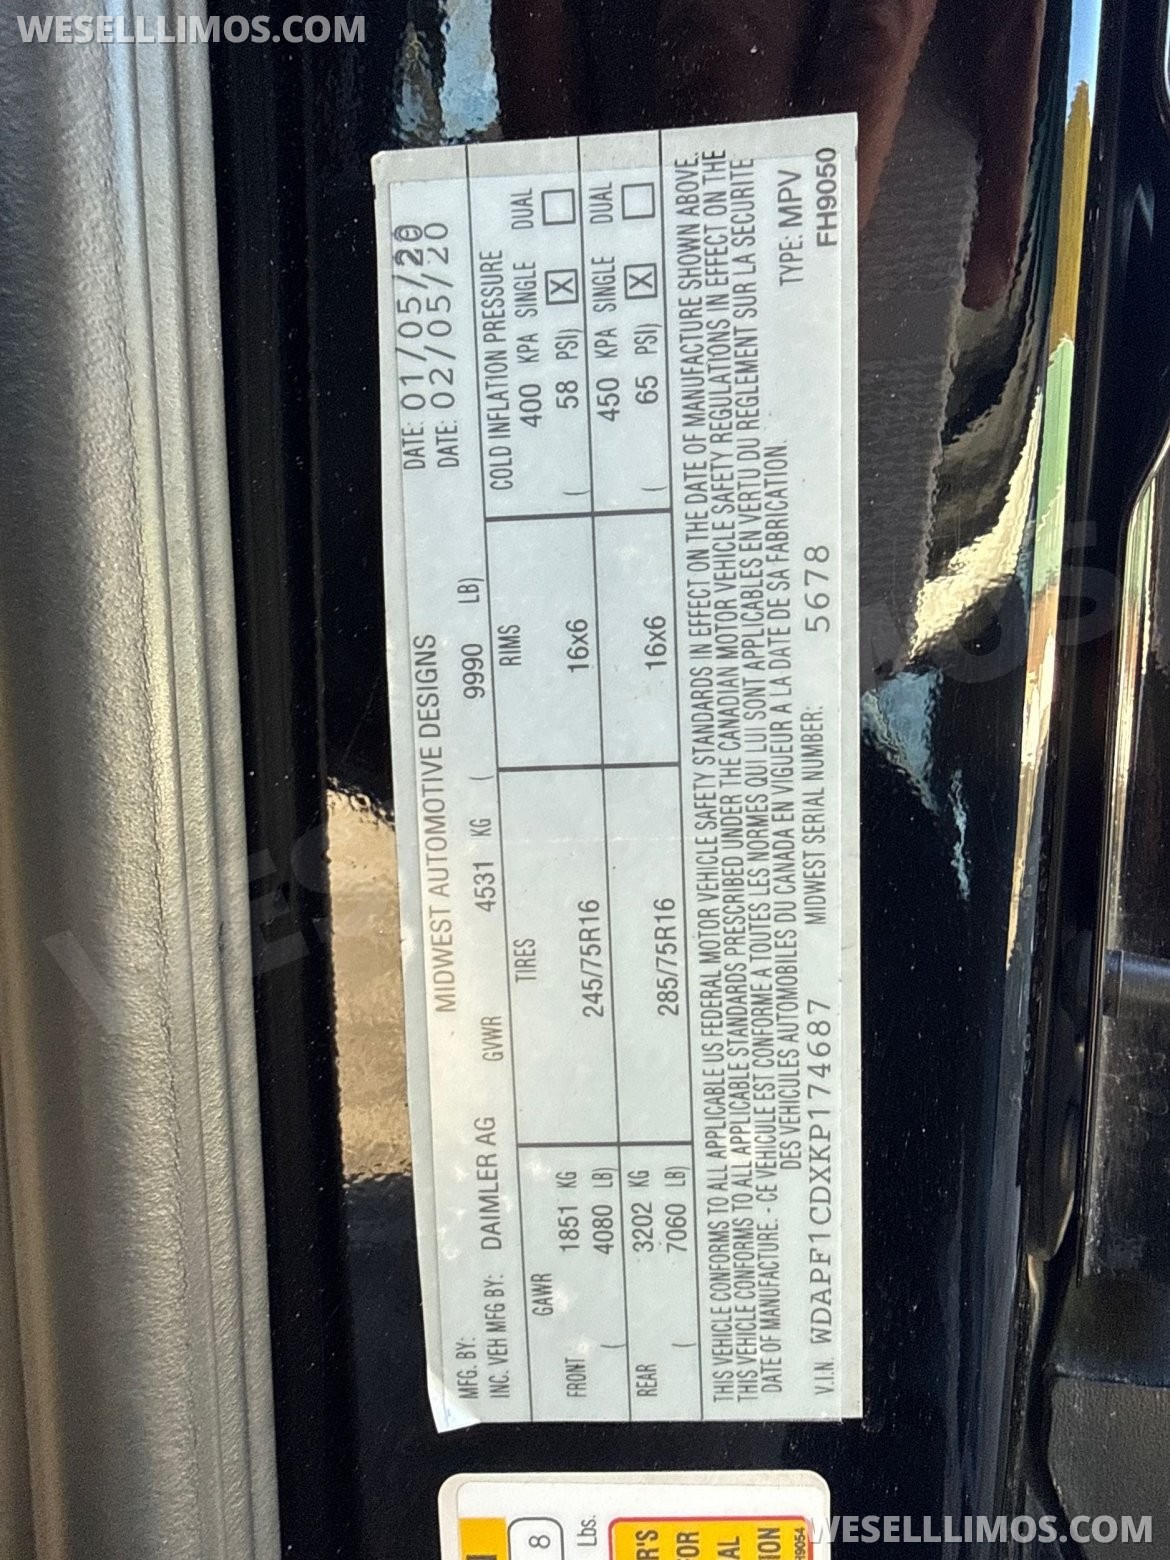 WESELLLIMOS.COM
MFG. BY: MIDWEST AUTOMOTIVE DESIGNS DATE: 01/05/20
INC. VEH MFG BY: DAIMLER AG GVWR 4531 KG ( 9990 LB) DATE: 02/05/20
GAWR TIRES RIMS COLD INFLATION PRESSURE
FRONT 1851 KG 400 KPA SINGLE DUAL
( 4080 LB) 245/75R16 16x6 ( 58 PSI) X
REAR 3202 KG 450 KPA SINGLE DUAL
( 7060 LB) 285/75R16 16x6 ( 65 PSI) X
THIS VEHICLE CONFORMS TO ALL APPLICABLE US FEDERAL MOTOR VEHICLE SAFETY STANDARDS IN EFFECT ON THE DATE OF MANUFACTURE SHOWN ABOVE.
THIS VEHICLE CONFORMS TO ALL APPLICABLE STANDARDS PRESCRIBED UNDER THE CANADIAN MOTOR VEHICLE SAFETY REGULATIONS IN EFFECT ON THE
DATE OF MANUFACTURE. - CE VEHICULE EST CONFORME A TOUTES LES NORMES QU LUI SONT APPLICABLES EN VERTU DU REGLEMENT SUR LA SECURITE
DES VEHICULES AUTOMOBILES DU CANADA EN VIGUEUR A LA DATE DE SA FABRICATION. TYPE: MPV
V.I.N. WDAPF1CDXKP174687 MIDWEST SERIAL NUMBER: 5678 FH9050
8
Lbs.
R'S
OR
AL
ION
H9054
WESELLLIMOS.COM